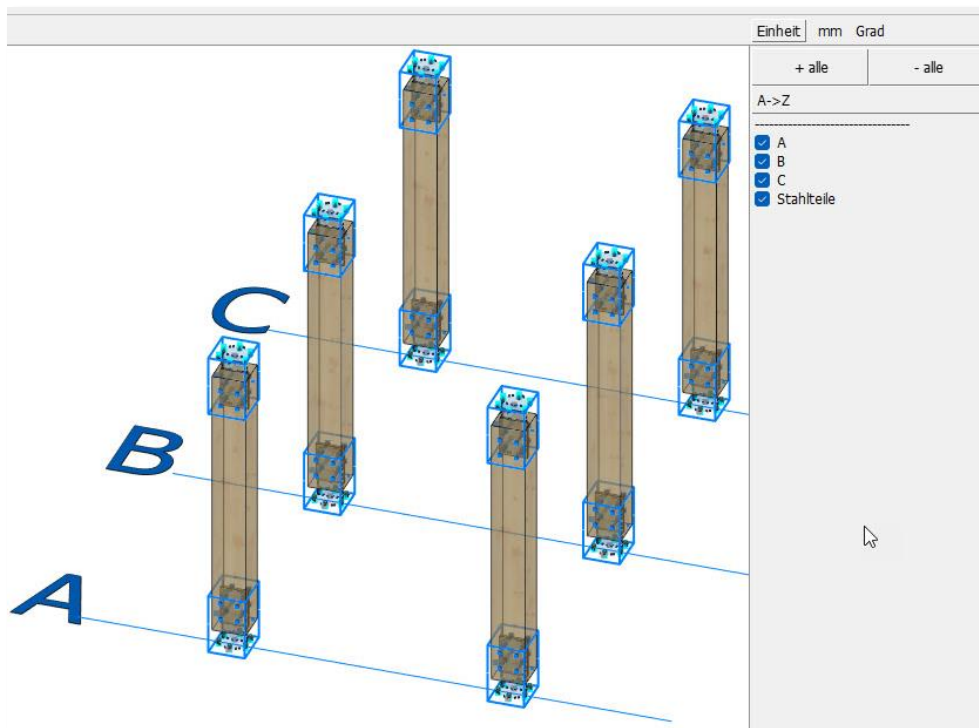 Einheit mm Grad
+ alle - alle
A->Z
-----------------------------------
A
B
C
Stahlteile
C
B
A